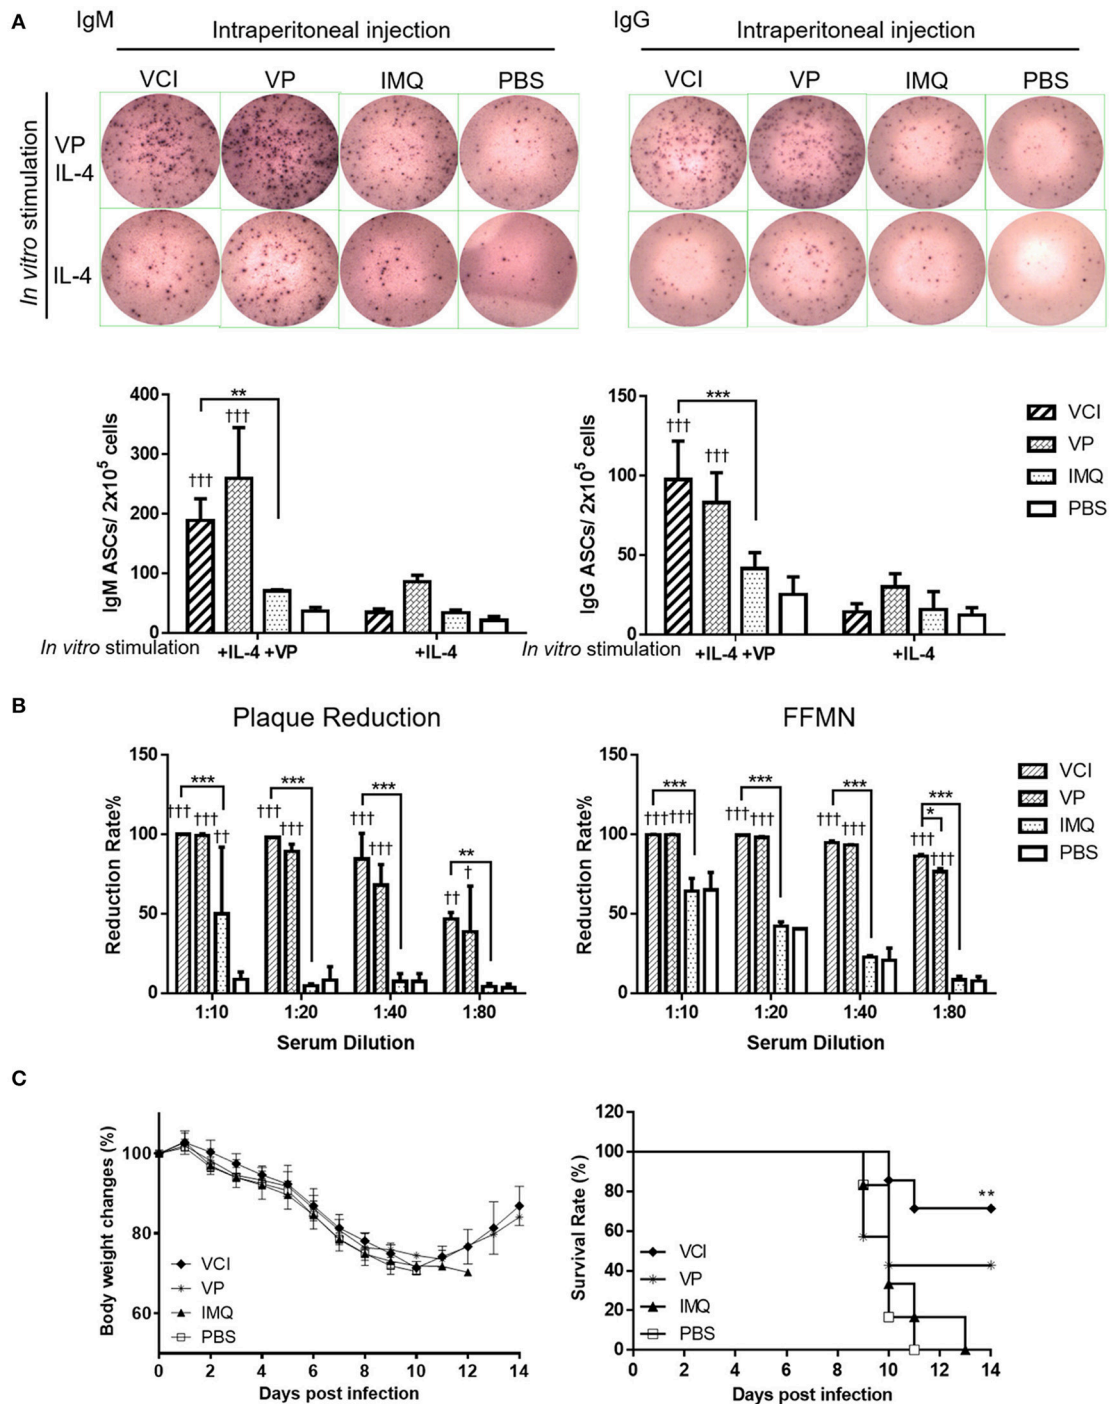 A
IgM
Intraperitoneal injection
VCI VP IMQ PBS
In vitro stimulation
VP
IL-4
IL-4
IgG
Intraperitoneal injection
VCI VP IMQ PBS
IgM ASCs/ 2x10⁵ cells
400
300
200
100
0
**
†††
†††
In vitro stimulation
+IL-4 +VP
+IL-4
IgG ASCs/ 2x10⁵ cells
150
100
50
0
***
†††
†††
In vitro stimulation
+IL-4 +VP
+IL-4
VCI
VP
IMQ
PBS
B
Plaque Reduction
Reduction Rate%
150
100
50
0
*** *** *** **
††† ††† ††
††† †††
††† †††
†† †
1:10 1:20 1:40 1:80
Serum Dilution
FFMN
Reduction Rate%
150
100
50
0
*** *** *** ***
*
††† †††
††† †††
††† †††
††† †††
1:10 1:20 1:40 1:80
Serum Dilution
VCI
VP
IMQ
PBS
C
Body weight changes (%)
100
80
60
VCI
VP
IMQ
PBS
0 2 4 6 8 10 12 14
Days post infection
Survival Rate (%)
120
100
80
60
40
20
0
**
VCI
VP
IMQ
PBS
0 2 4 6 8 10 12 14
Days post infection